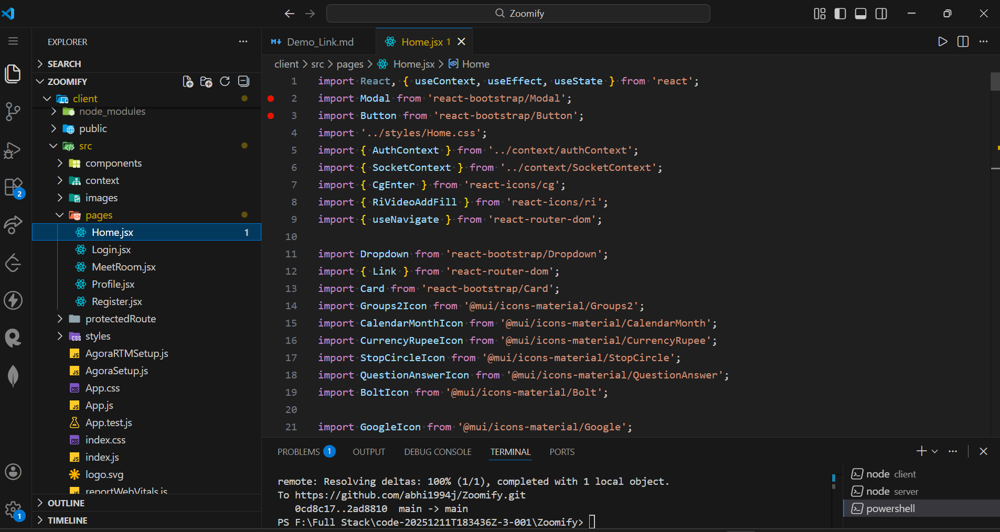 Zoomify
EXPLORER
SEARCH
ZOOMIFY
client
node_modules
public
src
components
context
images
pages
Home.jsx 1
Login.jsx
MeetRoom.jsx
Profile.jsx
Register.jsx
protectedRoute
styles
AgoraRTMSetup.js
AgoraSetup.js
App.css
App.js
App.test.js
index.css
index.js
logo.svg
reportWebVitals.js
OUTLINE
TIMELINE
2
1
Demo_Link.md
Home.jsx 1
client > src > pages > Home.jsx > Home
1 import React, { useContext, useEffect, useState } from 'react';
2 import Modal from 'react-bootstrap/Modal';
3 import Button from 'react-bootstrap/Button';
4 import '../styles/Home.css';
5 import { AuthContext } from '../context/authContext';
6 import { SocketContext } from '../context/SocketContext';
7 import { CgEnter } from 'react-icons/cg';
8 import { RiVideoAddFill } from 'react-icons/ri';
9 import { useNavigate } from 'react-router-dom';
10
11 import Dropdown from 'react-bootstrap/Dropdown';
12 import { Link } from 'react-router-dom';
13 import Card from 'react-bootstrap/Card';
14 import Groups2Icon from '@mui/icons-material/Groups2';
15 import CalendarMonthIcon from '@mui/icons-material/CalendarMonth';
16 import CurrencyRupeeIcon from '@mui/icons-material/CurrencyRupee';
17 import StopCircleIcon from '@mui/icons-material/StopCircle';
18 import QuestionAnswerIcon from '@mui/icons-material/QuestionAnswer';
19 import BoltIcon from '@mui/icons-material/Bolt';
20
21 import GoogleIcon from '@mui/icons-material/Google';
PROBLEMS 1 OUTPUT DEBUG CONSOLE TERMINAL PORTS
remote: Resolving deltas: 100% (1/1), completed with 1 local object.
To https://github.com/abhi1994j/Zoomify.git
0cd8c17..2ad8810 main -> main
PS F:\Full Stack\code-20251211T183436Z-3-001\Zoomify>
node client
node server
powershell